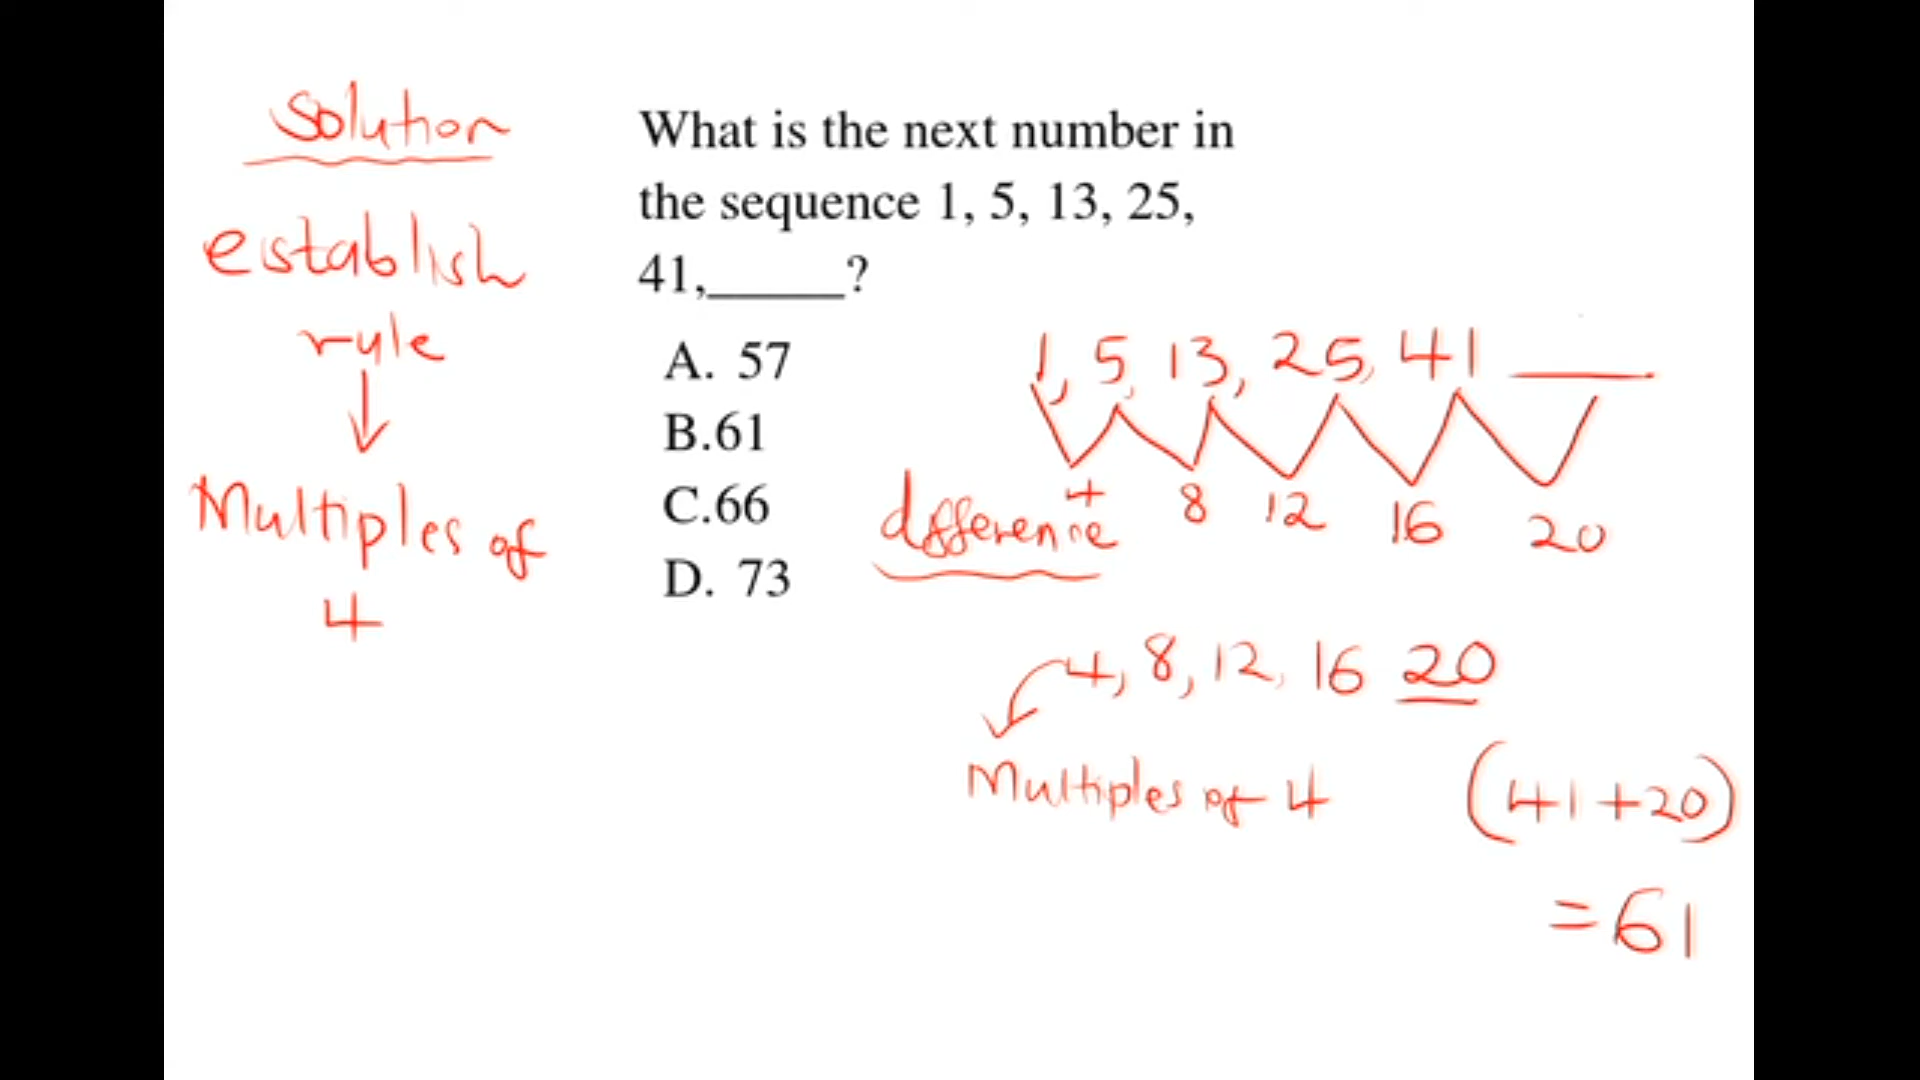 Solution
establish
rule
Multiples of
4
What is the next number in
the sequence 1, 5, 13, 25,
41,_____?
A. 57
B.61
C.66
D. 73
1, 5, 13, 25, 41 ____
difference
4 8 12 16 20
4, 8, 12, 16 20
Multiples of 4
(41+20)
=61